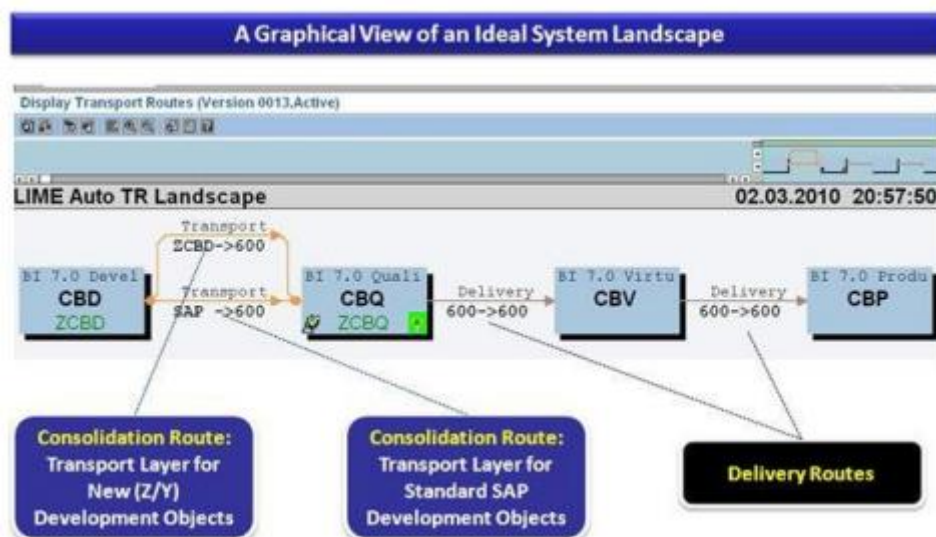 A Graphical View of an Ideal System Landscape
Display Transport Routes (Version 0013,Active)
LIME Auto TR Landscape
02.03.2010 20:57:50
Transport
ZCBD->600
BI 7.0 Devel
CBD
ZCBD
Transport
SAP ->600
BI 7.0 Quali
CBQ
ZCBQ
Delivery
600->600
BI 7.0 Virtu
CBV
Delivery
600->600
BI 7.0 Produ
CBP
Consolidation Route:
Transport Layer for
New (Z/Y)
Development Objects
Consolidation Route:
Transport Layer for
Standard SAP
Development Objects
Delivery Routes